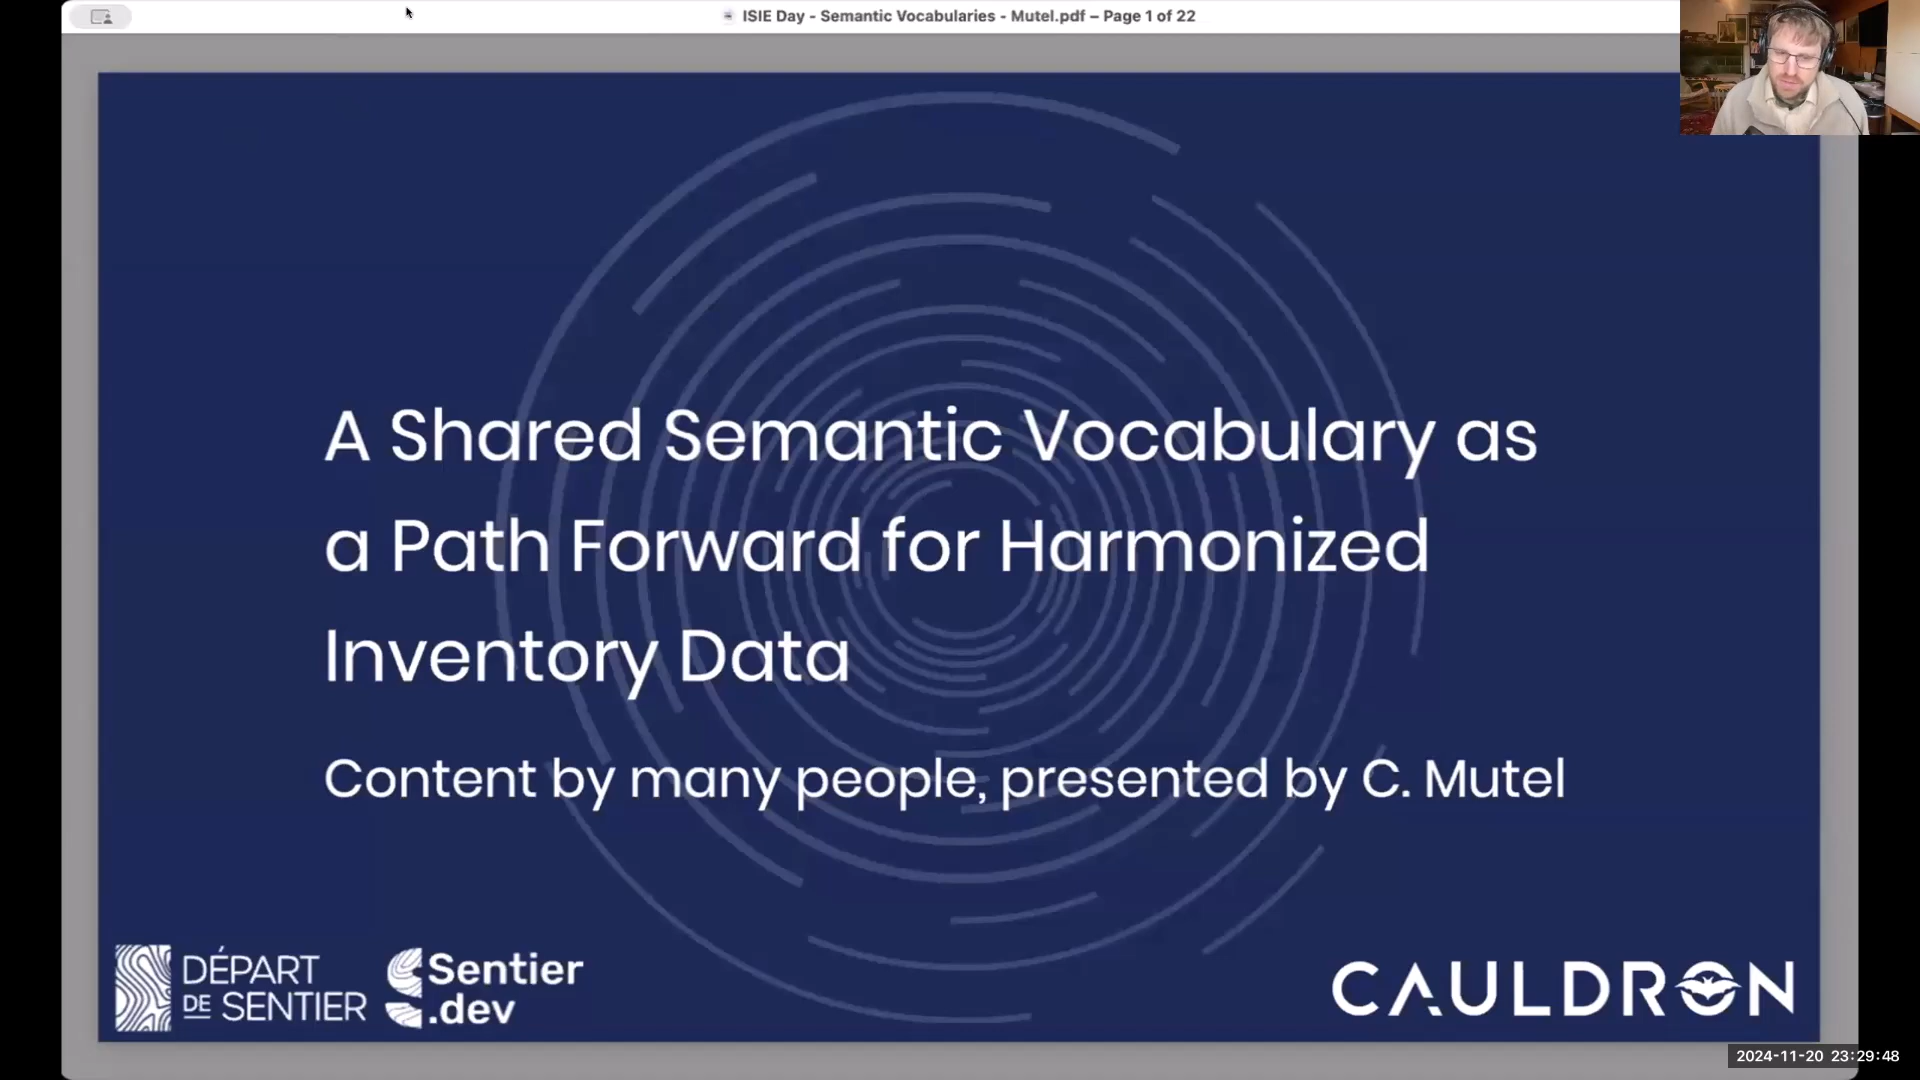 ISIE Day - Semantic Vocabularies - Mutel.pdf – Page 1 of 22
A Shared Semantic Vocabulary as
a Path Forward for Harmonized
Inventory Data
Content by many people, presented by C. Mutel
DÉPART
DE SENTIER
Sentier
.dev
CAULDRON
2024-11-20 23:29:48